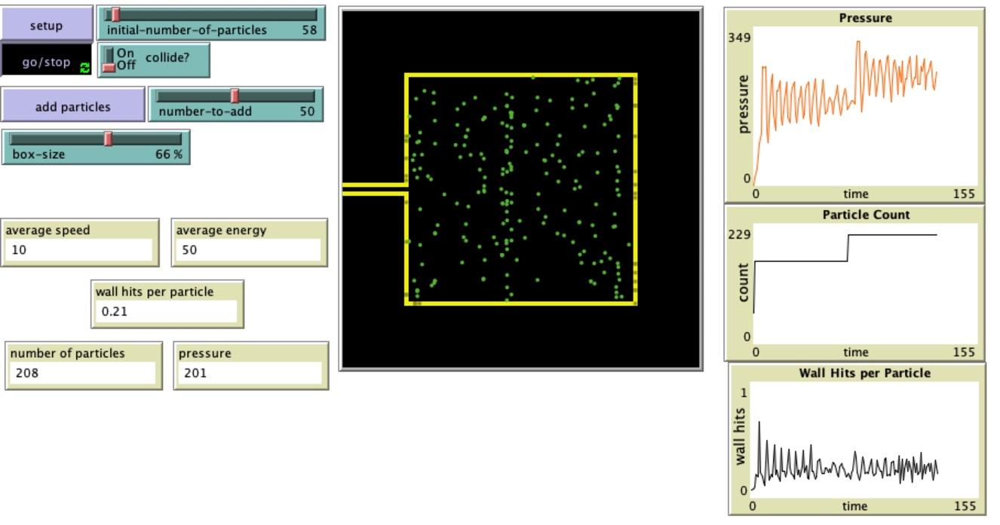 setup
initial-number-of-particles 58
go/stop
On
Off
collide?
add particles
number-to-add 50
box-size 66 %
average speed
10
average energy
50
wall hits per particle
0.21
number of particles
208
pressure
201
Pressure
349
pressure
0
0 time 155
Particle Count
229
count
0
0 time 155
Wall Hits per Particle
1
wall hits
0
0 time 155